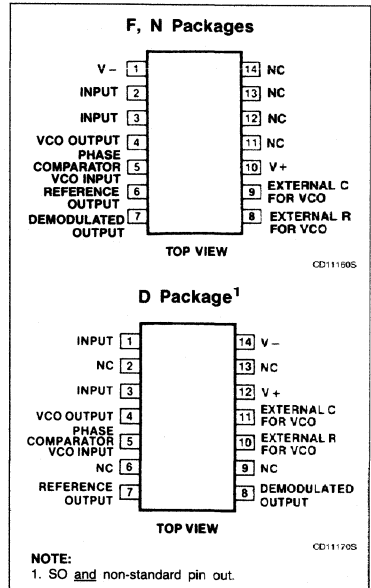 F, N Packages
V – 1
14 NC
INPUT 2
13 NC
INPUT 3
12 NC
VCO OUTPUT 4
11 NC
PHASE
COMPARATOR 5
VCO INPUT
10 V+
REFERENCE 6
OUTPUT
9 EXTERNAL C
FOR VCO
DEMODULATED 7
OUTPUT
8 EXTERNAL R
FOR VCO
TOP VIEW
CD11160S
D Package1
INPUT 1
14 V –
NC 2
13 NC
INPUT 3
12 V +
VCO OUTPUT 4
11 EXTERNAL C
FOR VCO
PHASE
COMPARATOR 5
VCO INPUT
10 EXTERNAL R
FOR VCO
NC 6
9 NC
REFERENCE 7
OUTPUT
8 DEMODULATED
OUTPUT
TOP VIEW
CD11170S
NOTE:
1. SO and non-standard pin out.